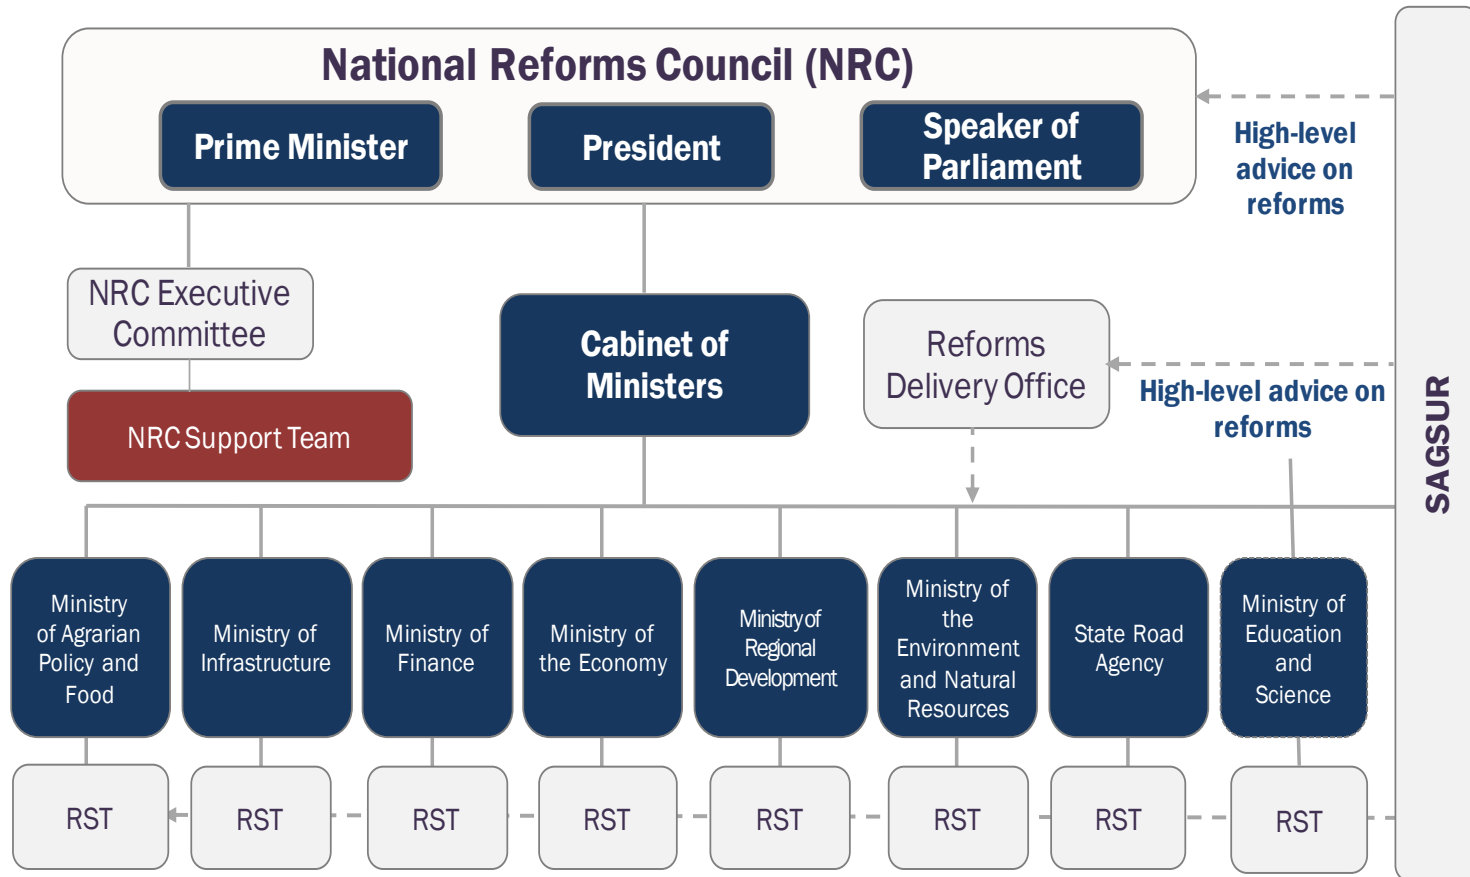 National Reforms Council (NRC)
Prime Minister
President
Speaker of
Parliament
High-level
advice on
reforms
NRC Executive
Committee
Cabinet of
Ministers
Reforms
Delivery Office
High-level advice on
reforms
NRC Support Team
SAGSUR
Ministry
of Agrarian
Policy and
Food
Ministry of
Infrastructure
Ministry of
Finance
Ministry of
the Economy
Ministry of
Regional
Development
Ministry of
the
Environment
and Natural
Resources
State Road
Agency
Ministry of
Education
and
Science
RST
RST
RST
RST
RST
RST
RST
RST